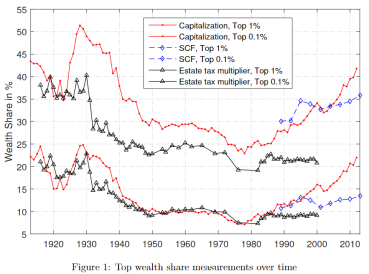 55
50
45
40
35
30
25
20
15
10
5
Wealth Share in %
Capitalization, Top 1%
Capitalization, Top 0.1%
SCF, Top 1%
SCF, Top 0.1%
Estate tax multiplier, Top 1%
Estate tax multiplier, Top 0.1%
1920 1930 1940 1950 1960 1970 1980 1990 2000 2010
Figure 1: Top wealth share measurements over time